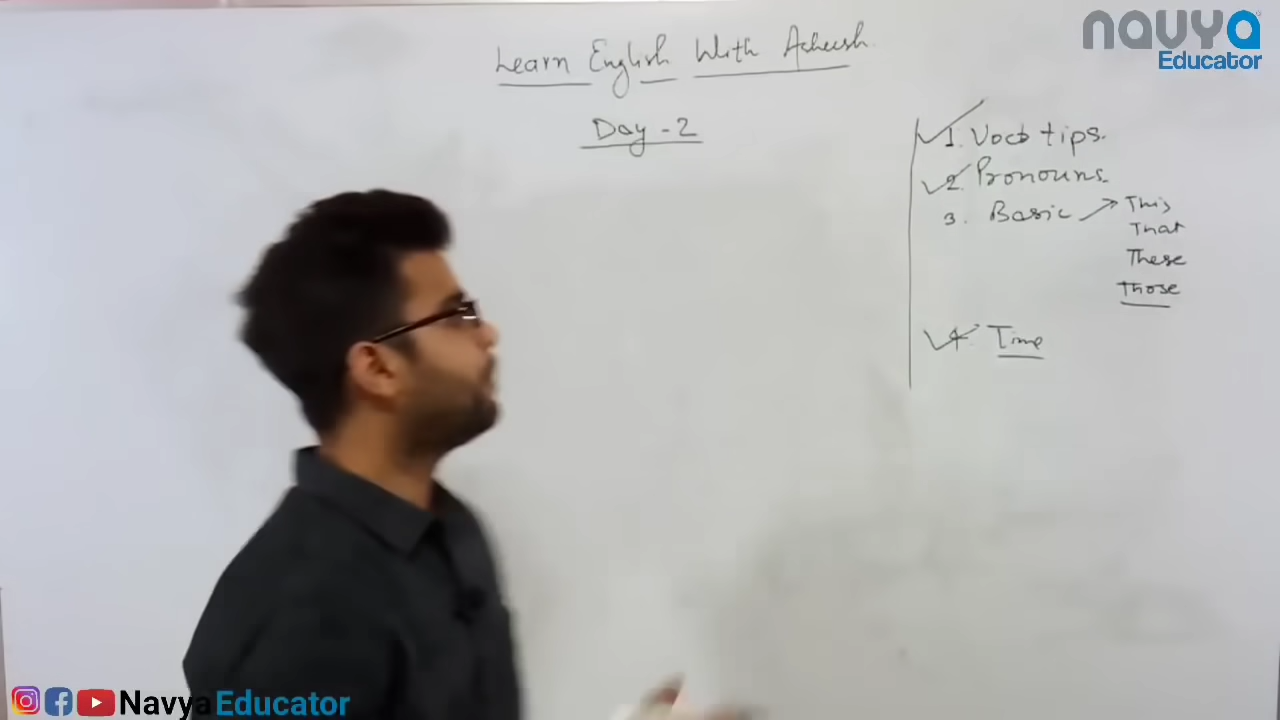 Learn English With Asheesh
Day - 2
1. Vocb tips.
2. Pronouns.
3. Basic → This
That
These
Those
4. Time
navya
Educator
Navya Educator